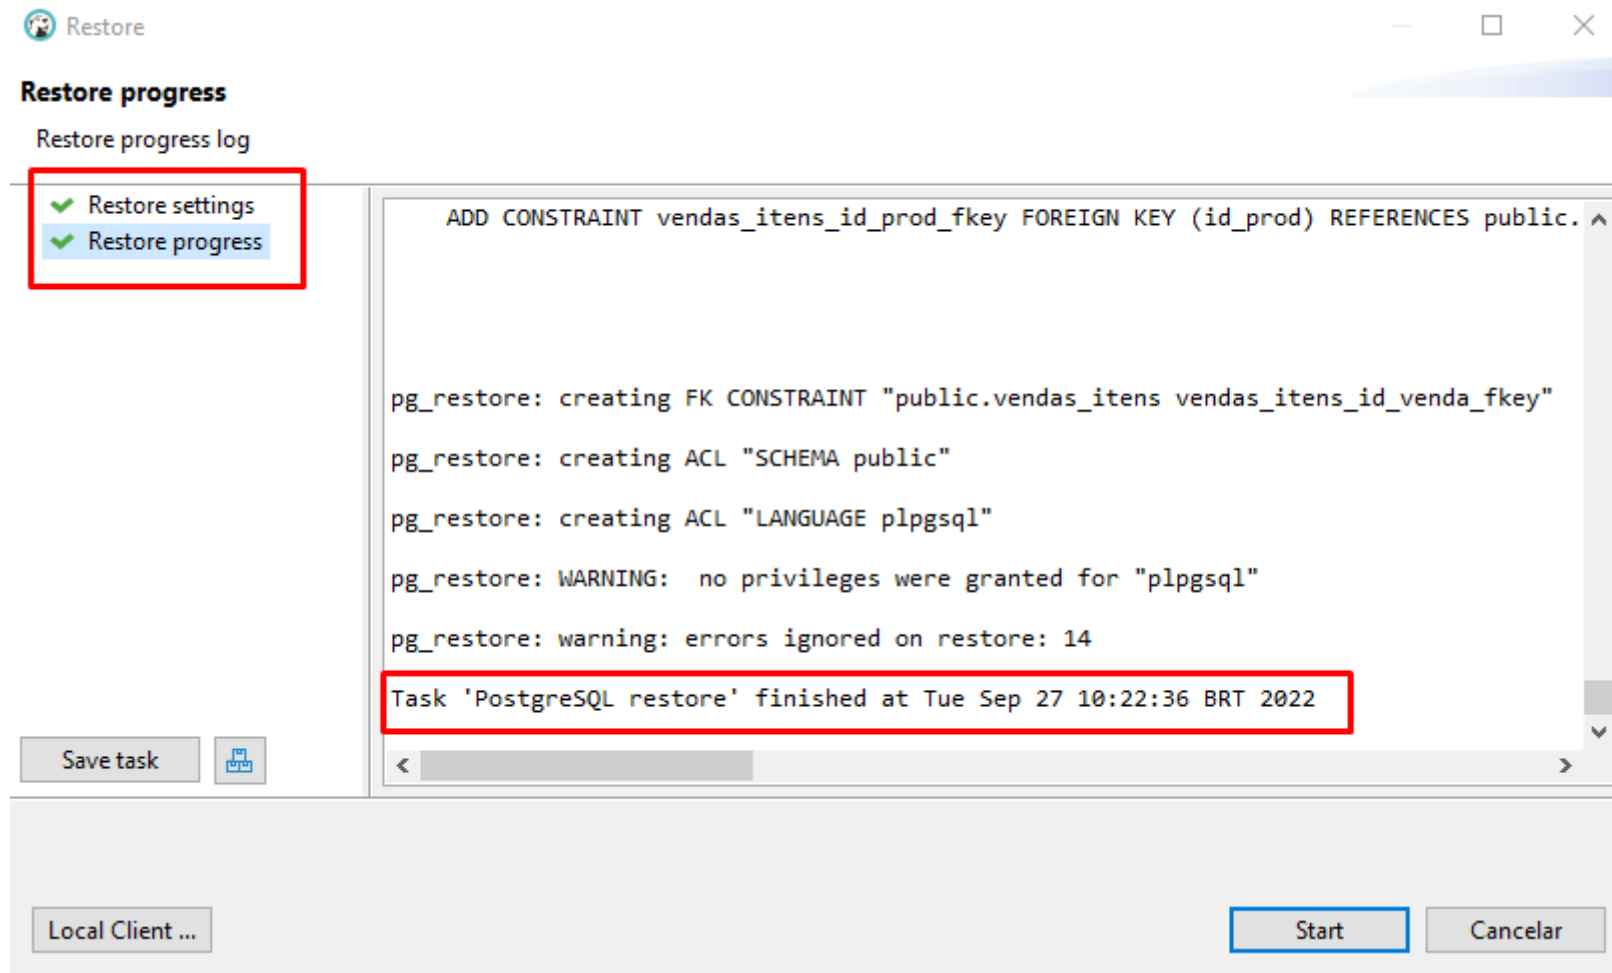 Restore
Restore progress
Restore progress log
Restore settings
Restore progress
ADD CONSTRAINT vendas_itens_id_prod_fkey FOREIGN KEY (id_prod) REFERENCES public.
pg_restore: creating FK CONSTRAINT "public.vendas_itens vendas_itens_id_venda_fkey"
pg_restore: creating ACL "SCHEMA public"
pg_restore: creating ACL "LANGUAGE plpgsql"
pg_restore: WARNING:  no privileges were granted for "plpgsql"
pg_restore: warning: errors ignored on restore: 14
Task 'PostgreSQL restore' finished at Tue Sep 27 10:22:36 BRT 2022
Save task
Local Client ...
Start
Cancelar